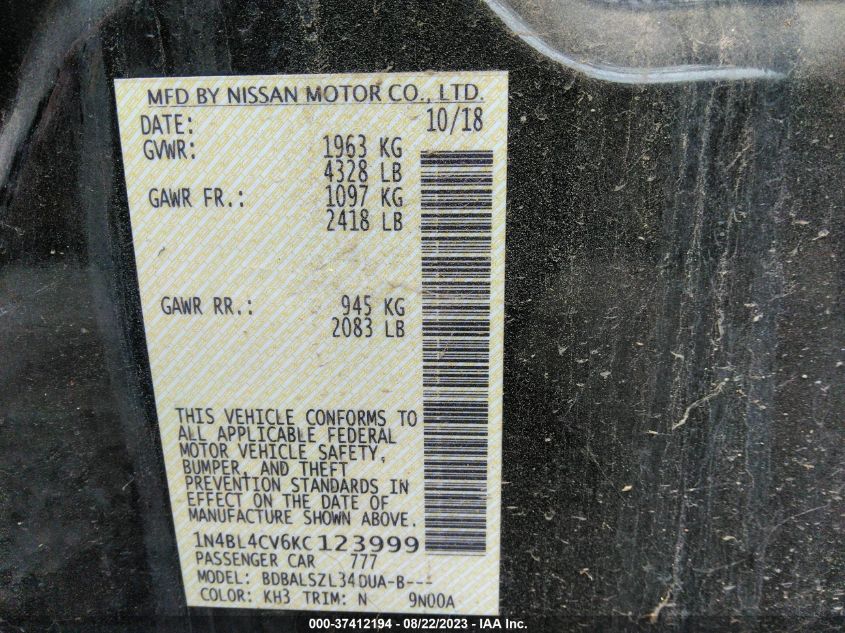 MFD BY NISSAN MOTOR CO., LTD.
DATE: 10/18
GVWR: 1963 KG
4328 LB
GAWR FR.: 1097 KG
2418 LB
GAWR RR.: 945 KG
2083 LB
THIS VEHICLE CONFORMS TO
ALL APPLICABLE FEDERAL
MOTOR VEHICLE SAFETY,
BUMPER, AND THEFT
PREVENTION STANDARDS IN
EFFECT ON THE DATE OF
MANUFACTURE SHOWN ABOVE.
1N4BL4CV6KC123999
PASSENGER CAR 777
MODEL: BDBALSZL34DUA-B---
COLOR: KH3 TRIM: N 9N00A
000-37412194 - 08/22/2023 - IAA Inc.